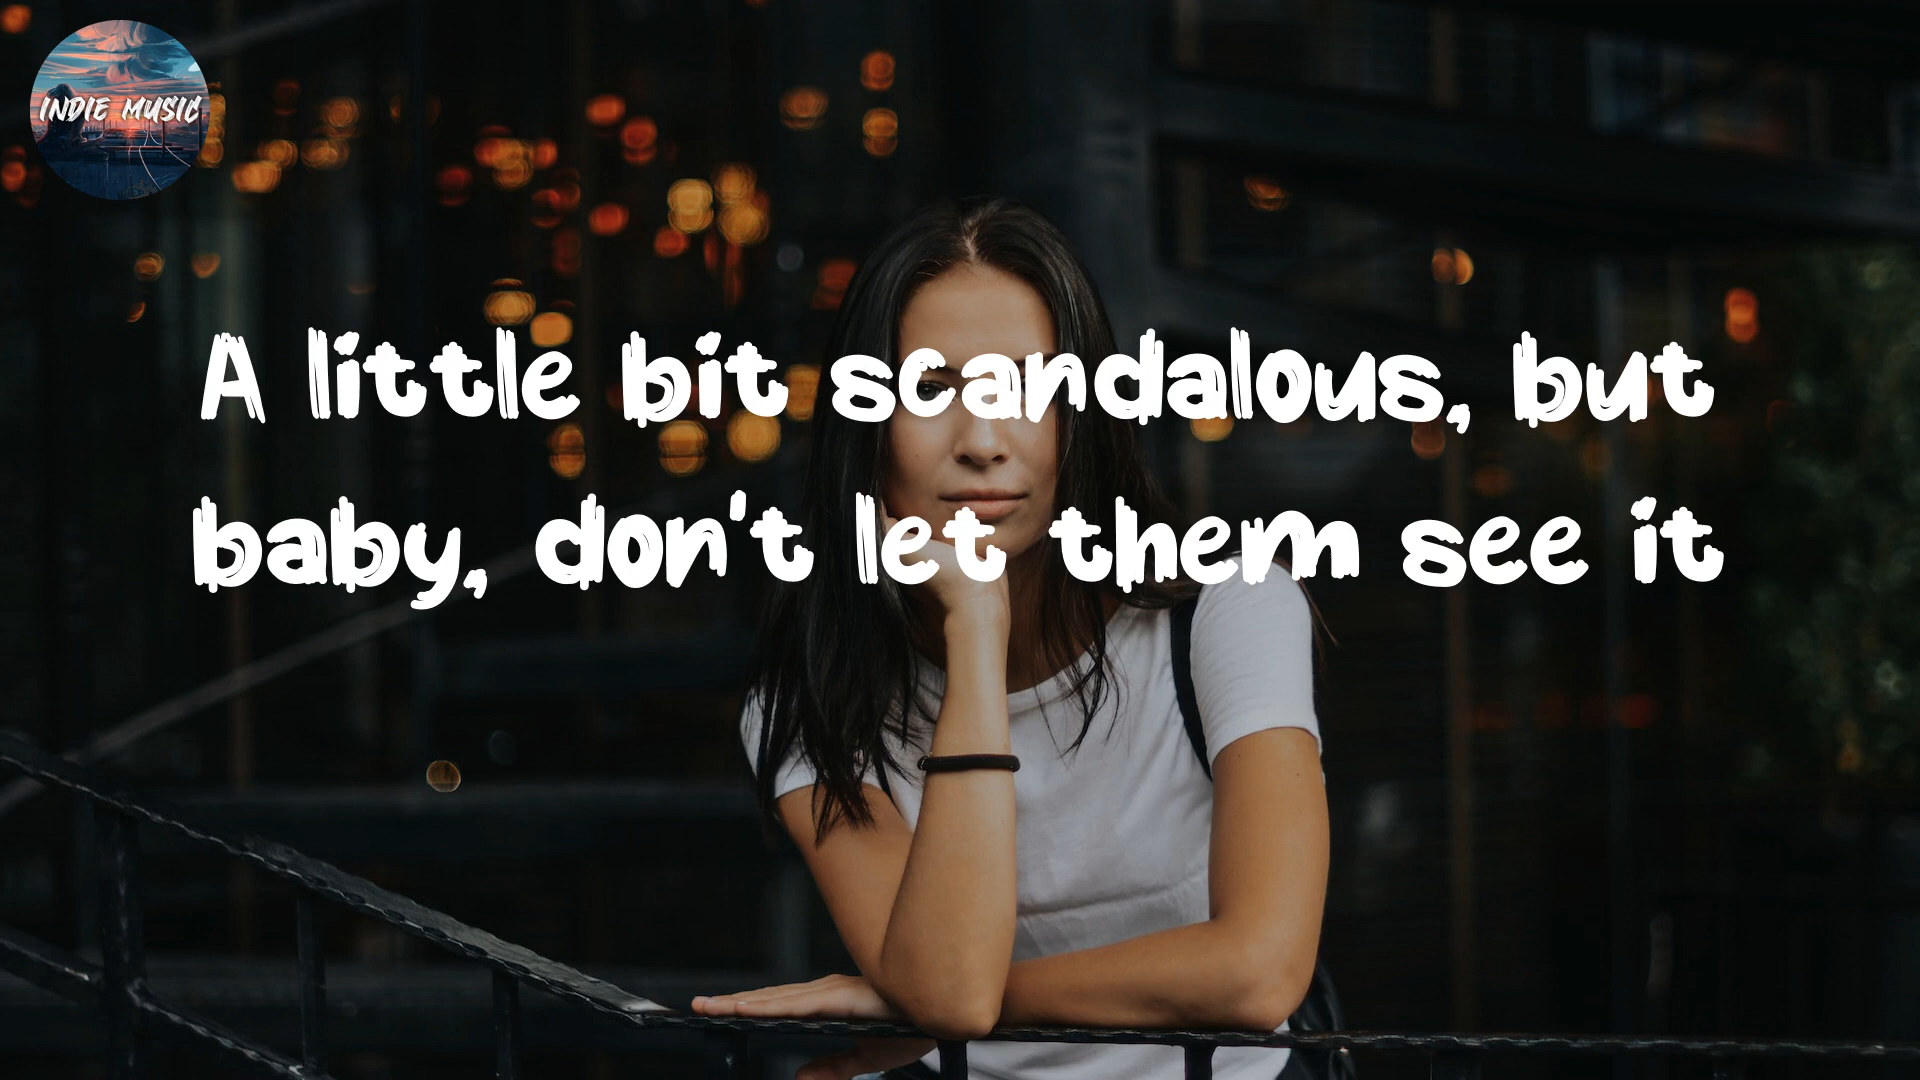 INDIE MUSIC
A little bit scandalous, but
baby, don't let them see it